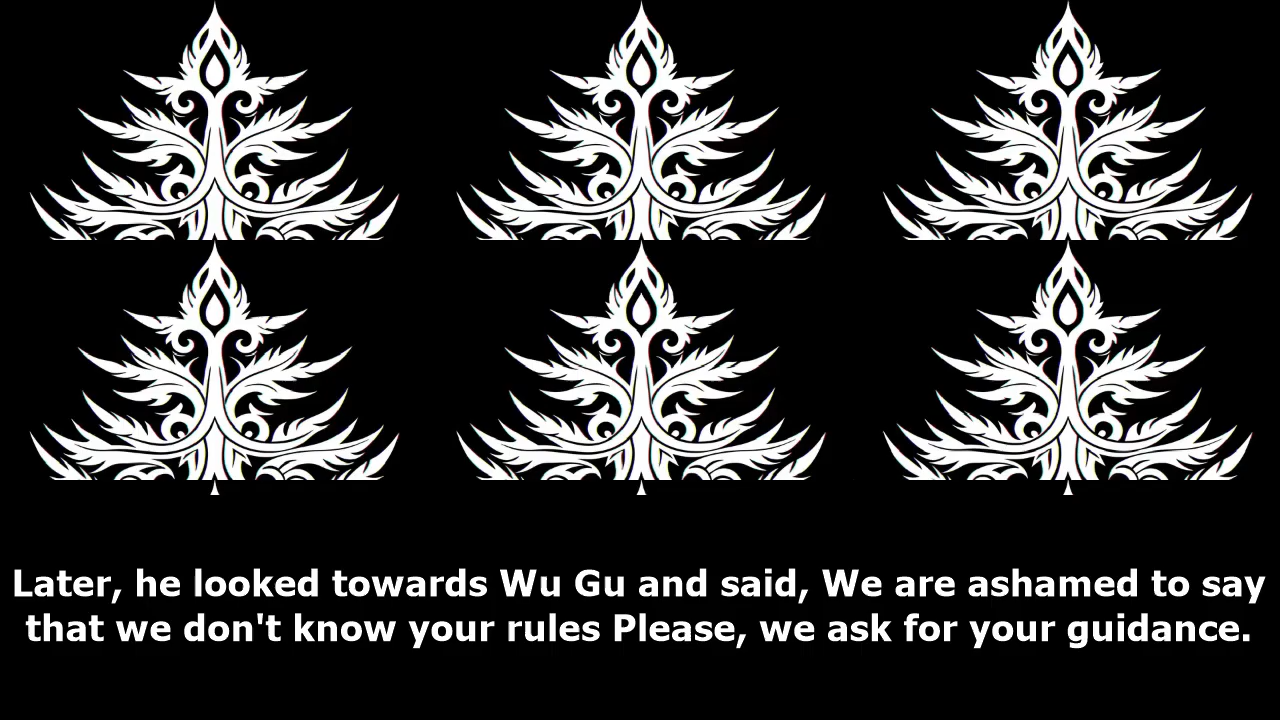 Later, he looked towards Wu Gu and said, We are ashamed to say
that we don't know your rules Please, we ask for your guidance.